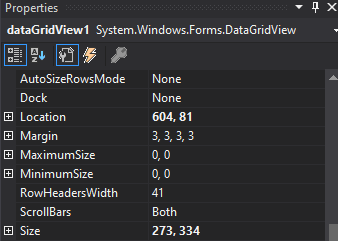 Properties
dataGridView1 System.Windows.Forms.DataGridView
AutoSizeRowsMode None
Dock None
Location 604, 81
Margin 3, 3, 3, 3
MaximumSize 0, 0
MinimumSize 0, 0
RowHeadersWidth 41
ScrollBars Both
Size 273, 334